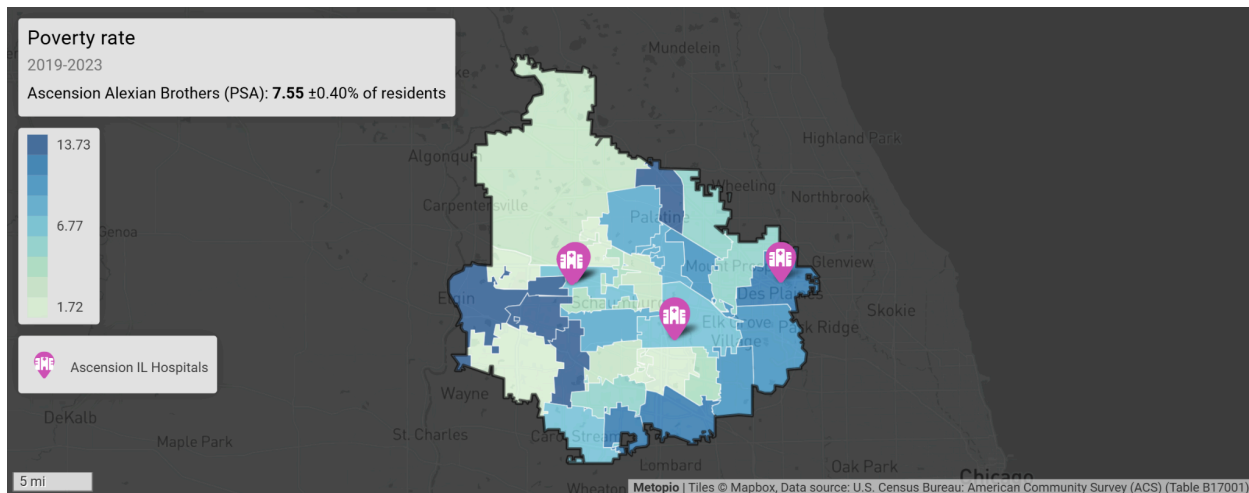 Poverty rate
2019-2023
Ascension Alexian Brothers (PSA): 7.55 ±0.40% of residents
13.73
6.77
1.72
Ascension IL Hospitals
Mundelein
Highland Park
Algonquin
Wheeling
Northbrook
Carpentersville
Palatine
Genoa
Mount Prosp
Glenview
Elgin
Des Plaines
Schaumburg
Skokie
Elk Grove
Village
Park Ridge
Wayne
DeKalb
St. Charles
Carol Stream
Maple Park
Lombard
Oak Park
Chicago
Wheaton
5 mi
Metopio | Tiles © Mapbox, Data source: U.S. Census Bureau: American Community Survey (ACS) (Table B17001)